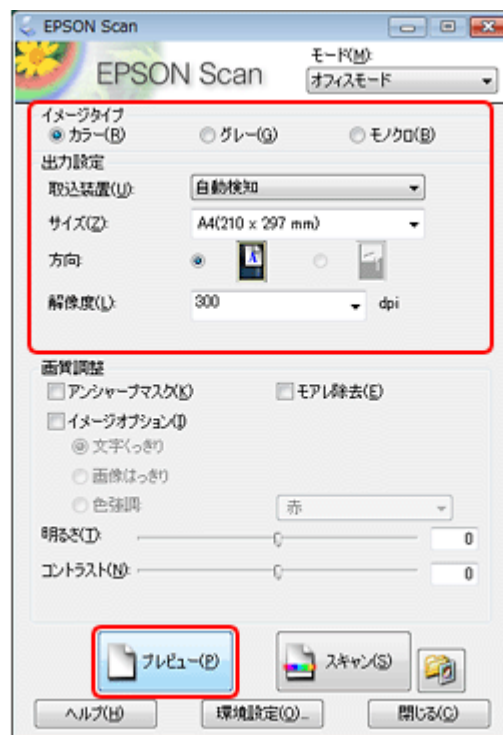 EPSON Scan
EPSON Scan
モード(M):
オフィスモード
イメージタイプ
カラー(R) グレー(G) モノクロ(B)
出力設定
取込装置(U): 自動検知
サイズ(Z): A4(210 x 297 mm)
方向:
解像度(L): 300 dpi
画質調整
アンシャープマスク(K) モアレ除去(E)
イメージオプション(I)
文字くっきり
画像はっきり
色強調: 赤
明るさ(T): 0
コントラスト(N): 0
プレビュー(P) スキャン(S)
ヘルプ(H) 環境設定(O)... 閉じる(C)